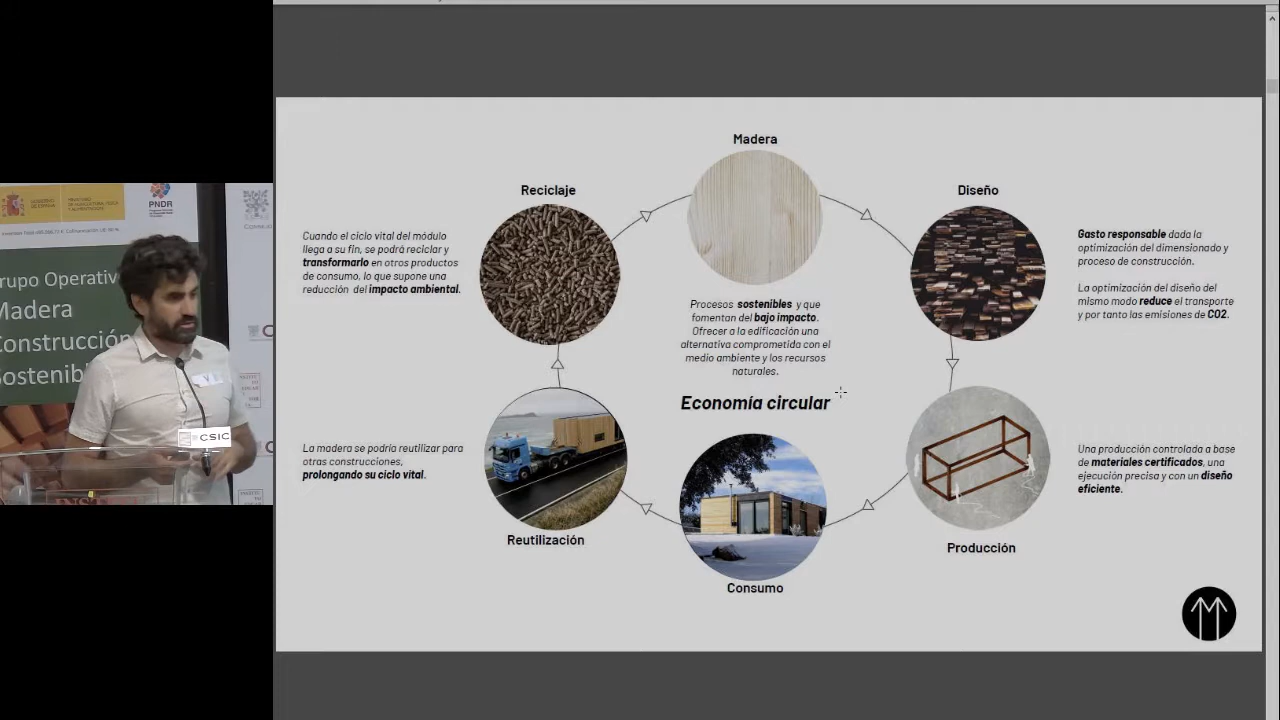 GOBIERNO
DE ESPAÑA
MINISTERIO
DE AGRICULTURA, PESCA
Y ALIMENTACIÓN
PNDR
Grupo Operativ
Madera
Construcción
Sostenib
CSIC
Madera
Reciclaje
Diseño
Cuando el ciclo vital del módulo
llega a su fin, se podrá reciclar y
transformarlo en otros productos
de consumo, lo que supone una
reducción del impacto ambiental.
Gasto responsable dada la
optimización del dimensionado y
proceso de construcción.
La optimización del diseño del
mismo modo reduce el transporte
y por tanto las emisiones de CO2.
Procesos sostenibles y que
fomentan del bajo impacto.
Ofrecer a la edificación una
alternativa comprometida con el
medio ambiente y los recursos
naturales.
Economía circular
La madera se podría reutilizar para
otras construcciones,
prolongando su ciclo vital.
Una producción controlada a base
de materiales certificados, una
ejecución precisa y con un diseño
eficiente.
Reutilización
Producción
Consumo